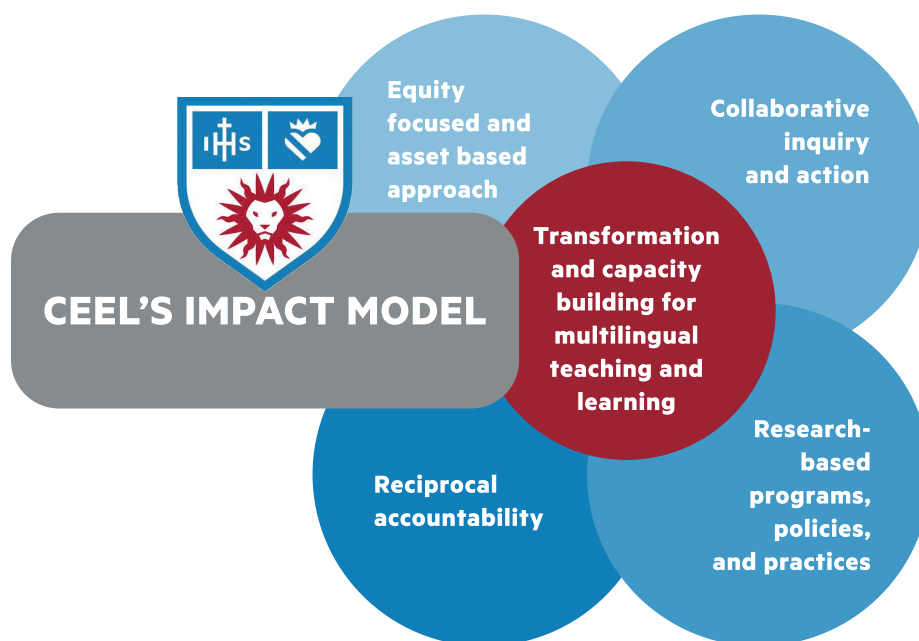 Equity
focused and
asset based
approach
Collaborative
inquiry
and action
IHS
CEEL’S IMPACT MODEL
Transformation
and capacity
building for
multilingual
teaching and
learning
Reciprocal
accountability
Research-
based
programs,
policies,
and practices